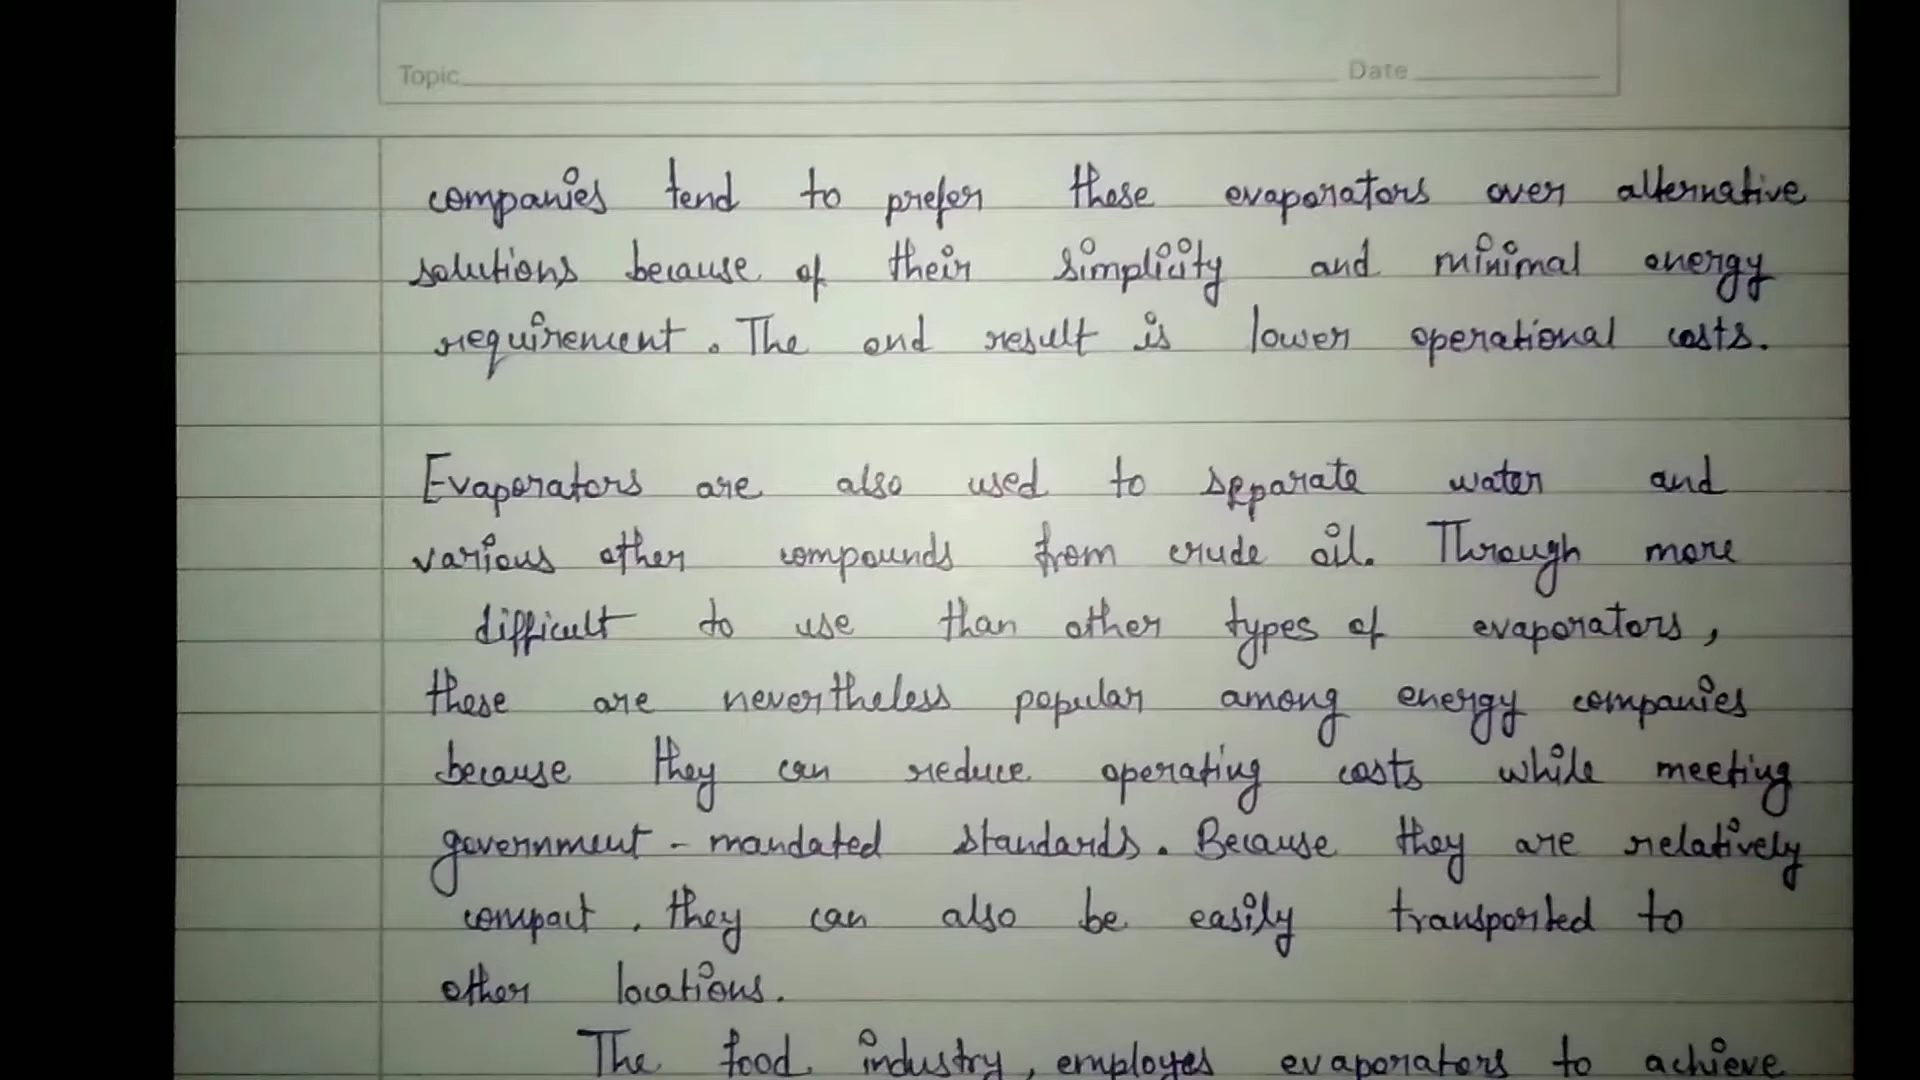 Topic Date
companies tend to prefer these evaporators over alternative
solutions because of their simplicity and minimal energy
requirement. The end result is lower operational costs.
Evaporators are also used to separate water and
various other compounds from crude oil. Through more
difficult to use than other types of evaporators,
these are nevertheless popular among energy companies
because they can reduce operating costs while meeting
government - mandated standards. Because they are relatively
compact, they can also be easily transported to
other locations.
The food industry, employes evaporators to achieve